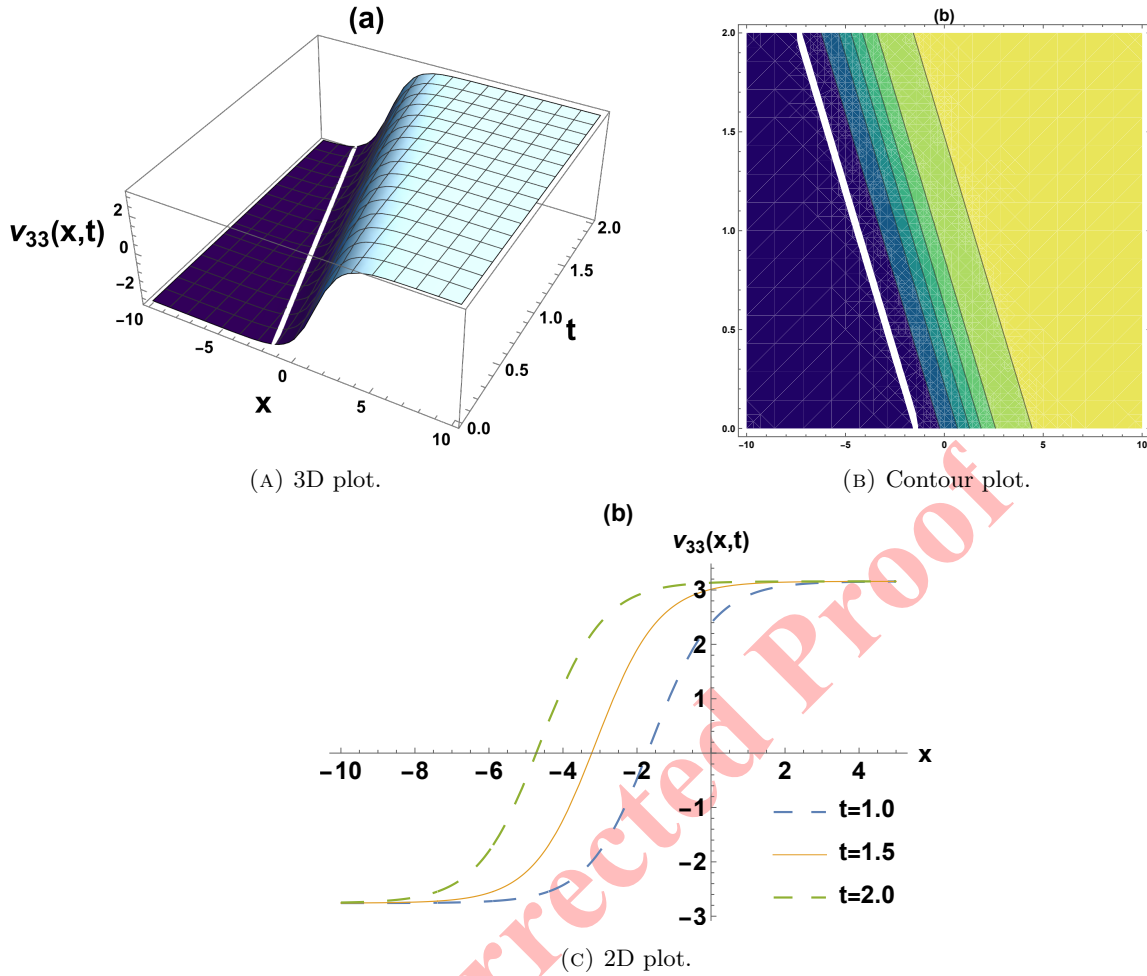 (a)
2
0
−2
v33(x,t)
−10
−5
0
5
10
x
0.0
0.5
1.0
1.5
2.0
t
(A) 3D plot.
(b)
2.0
1.5
1.0
0.5
0.0
−10 −5 0 5 10
(B) Contour plot.
(b)
v33(x,t)
3
2
1
−10 −8 −6 −4 −2 2 4 x
−1
−2
−3
t=1.0
t=1.5
t=2.0
(C) 2D plot.
rrected Proof